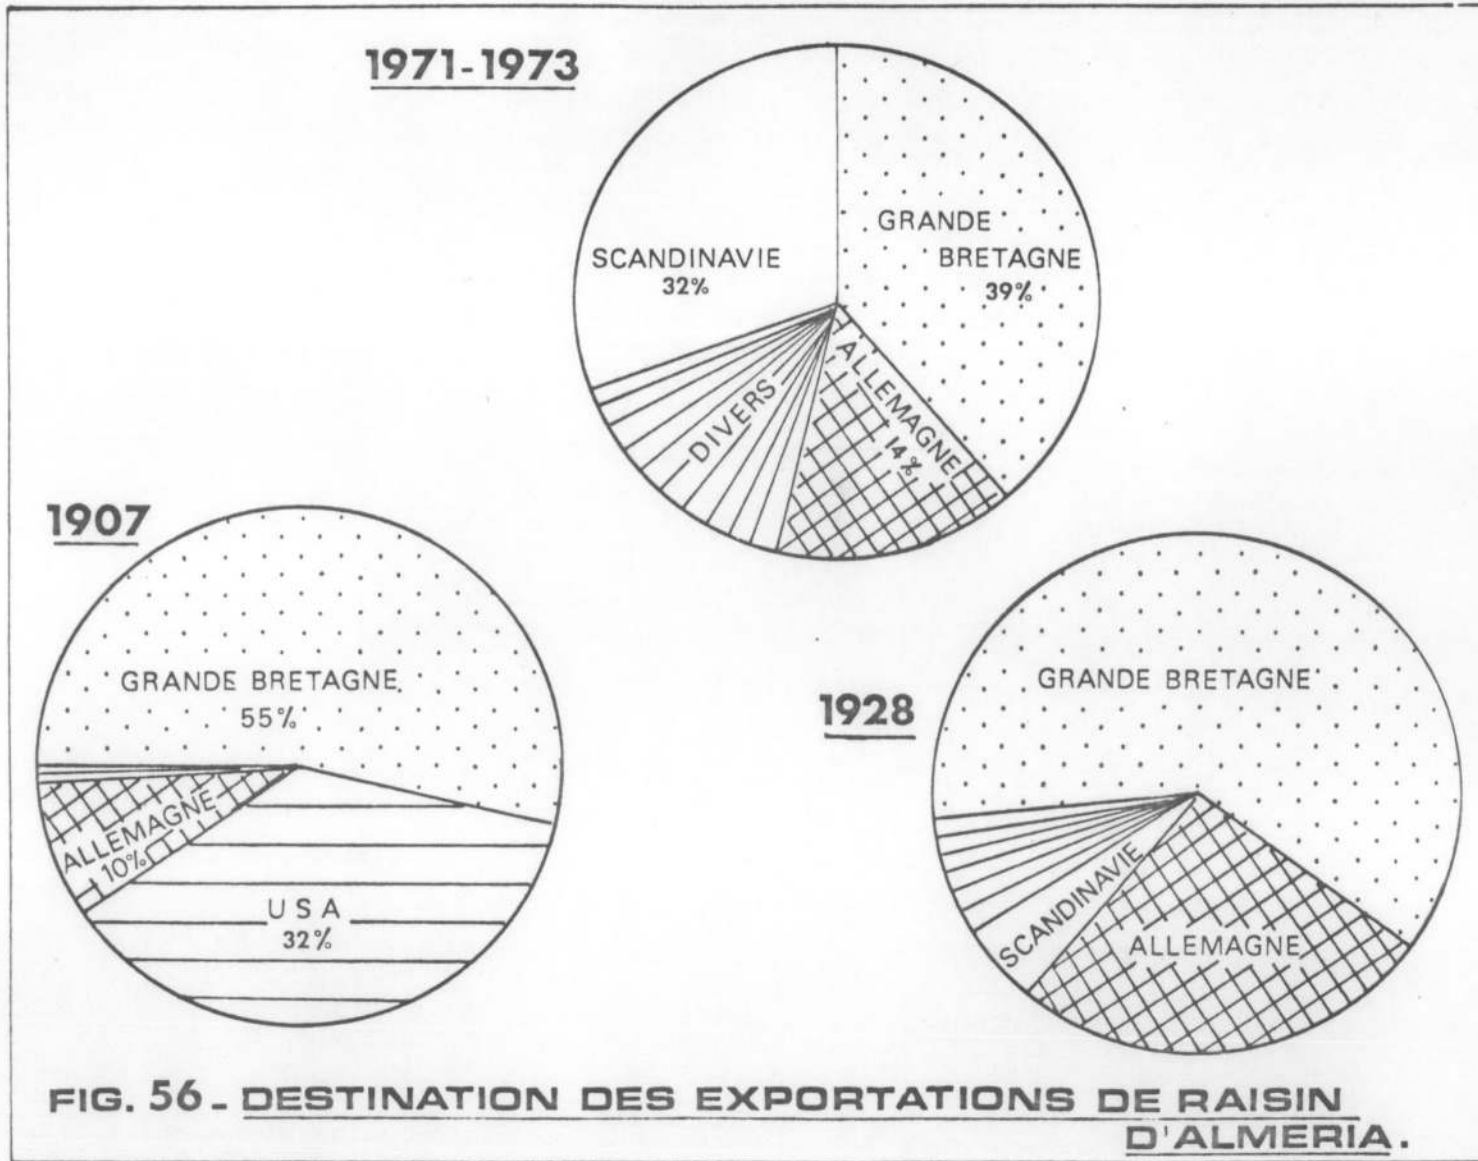 1971-1973
SCANDINAVIE
32%
GRANDE
BRETAGNE
39%
ALLEMAGNE
14%
DIVERS
1907
GRANDE BRETAGNE
55%
ALLEMAGNE
10%
USA
32%
1928
GRANDE BRETAGNE
SCANDINAVIE
ALLEMAGNE
FIG. 56 - DESTINATION DES EXPORTATIONS DE RAISIN
D'ALMERIA.